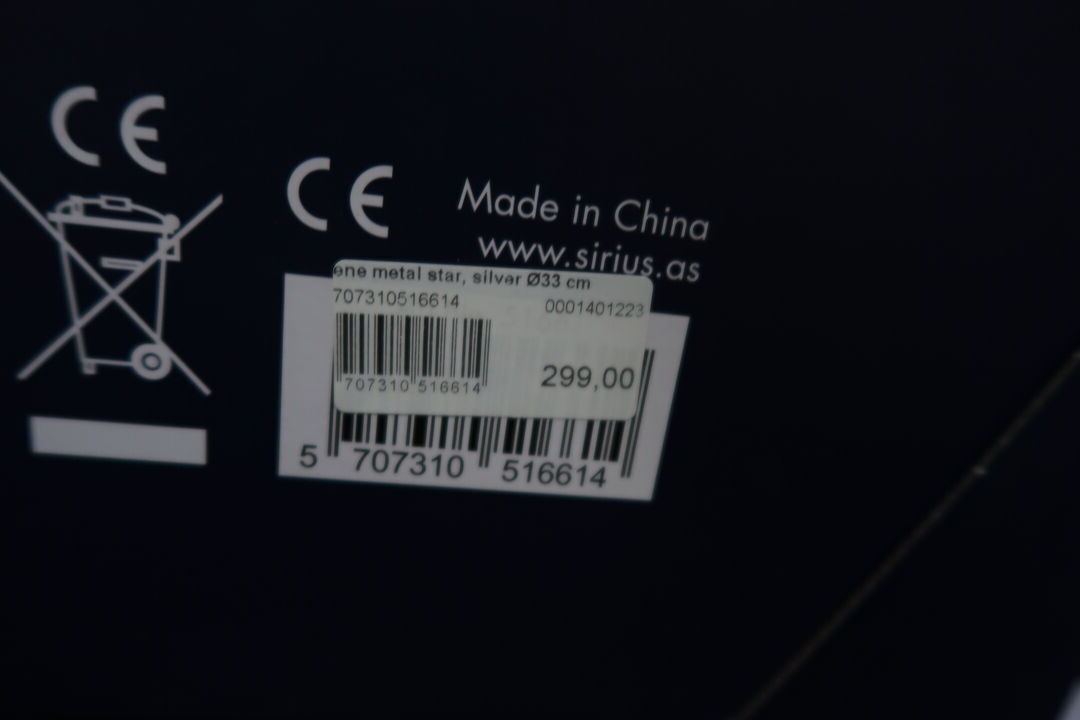 CE
CE
Made in China
www.sirius.as
ene metal star, silver Ø33 cm
707310516614 0001401223
299,00
707310 516614
5 707310 516614